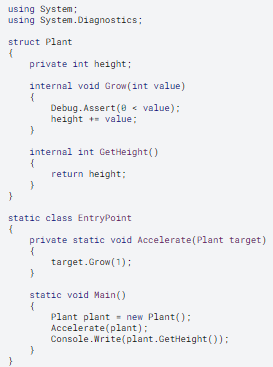 using System;
using System.Diagnostics;
struct Plant
{
private int height;
internal void Grow(int value)
{
Debug.Assert(0 < value);
height += value;
}
internal int GetHeight()
{
return height;
}
}
static class EntryPoint
{
private static void Accelerate(Plant target)
{
target.Grow(1);
}
static void Main()
{
Plant plant = new Plant();
Accelerate(plant);
Console.Write(plant.GetHeight());
}
}